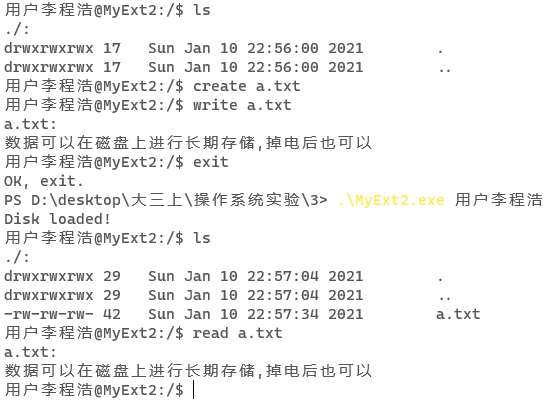 用户李程浩@MyExt2:/$ ls
./:
drwxrwxrwx 17   Sun Jan 10 22:56:00 2021        .
drwxrwxrwx 17   Sun Jan 10 22:56:00 2021        ..
用户李程浩@MyExt2:/$ create a.txt
用户李程浩@MyExt2:/$ write a.txt
a.txt:
数据可以在磁盘上进行长期存储,掉电后也可以
用户李程浩@MyExt2:/$ exit
OK, exit.
PS D:\desktop\大三上\操作系统实验\3> .\MyExt2.exe 用户李程浩
Disk loaded!
用户李程浩@MyExt2:/$ ls
./:
drwxrwxrwx 29   Sun Jan 10 22:57:04 2021        .
drwxrwxrwx 29   Sun Jan 10 22:57:04 2021        ..
-rw-rw-rw- 42   Sun Jan 10 22:57:34 2021        a.txt
用户李程浩@MyExt2:/$ read a.txt
a.txt:
数据可以在磁盘上进行长期存储,掉电后也可以
用户李程浩@MyExt2:/$